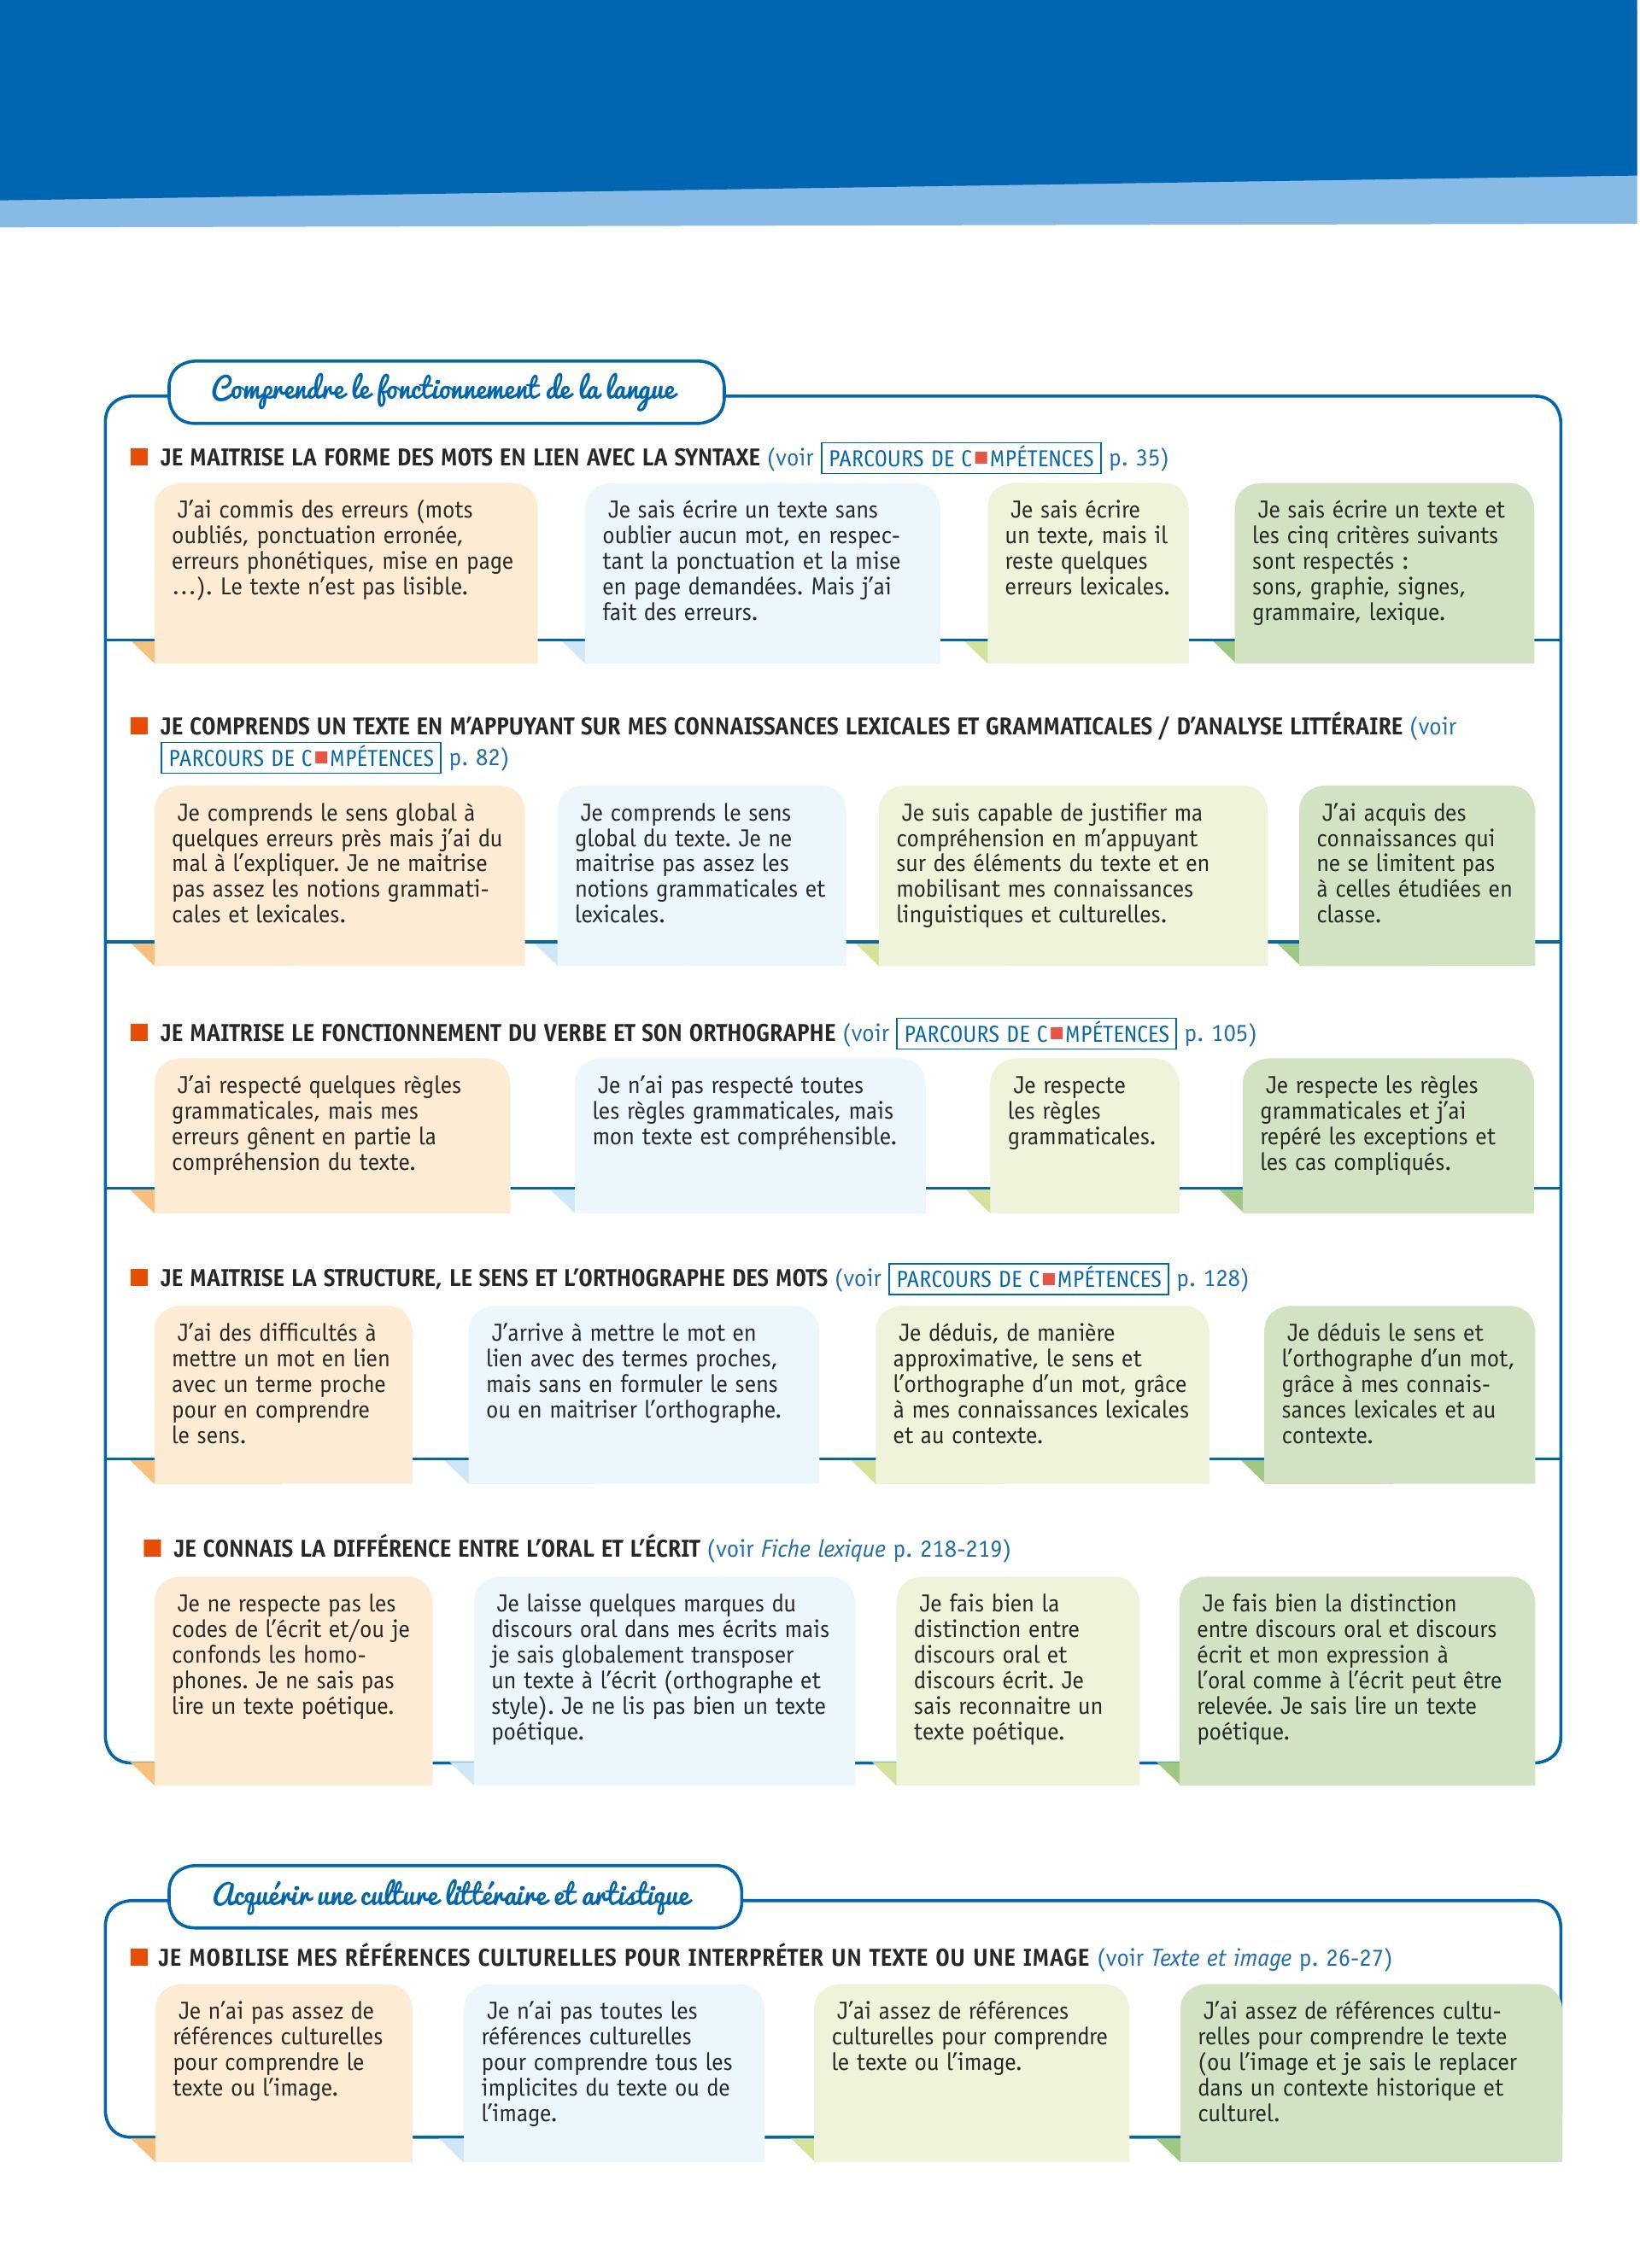 Comprendre le fonctionnement de la langue
■ JE MAITRISE LA FORME DES MOTS EN LIEN AVEC LA SYNTAXE (voir PARCOURS DE C■MPÉTENCES p. 35)
J'ai commis des erreurs (mots
oubliés, ponctuation erronée,
erreurs phonétiques, mise en page
…). Le texte n'est pas lisible.
Je sais écrire un texte sans
oublier aucun mot, en respec-
tant la ponctuation et la mise
en page demandées. Mais j'ai
fait des erreurs.
Je sais écrire
un texte, mais il
reste quelques
erreurs lexicales.
Je sais écrire un texte et
les cinq critères suivants
sont respectés :
sons, graphie, signes,
grammaire, lexique.
■ JE COMPRENDS UN TEXTE EN M'APPUYANT SUR MES CONNAISSANCES LEXICALES ET GRAMMATICALES / D'ANALYSE LITTÉRAIRE (voir
PARCOURS DE C■MPÉTENCES p. 82)
Je comprends le sens global à
quelques erreurs près mais j'ai du
mal à l'expliquer. Je ne maitrise
pas assez les notions grammati-
cales et lexicales.
Je comprends le sens
global du texte. Je ne
maitrise pas assez les
notions grammaticales et
lexicales.
Je suis capable de justifier ma
compréhension en m'appuyant
sur des éléments du texte et en
mobilisant mes connaissances
linguistiques et culturelles.
J'ai acquis des
connaissances qui
ne se limitent pas
à celles étudiées en
classe.
■ JE MAITRISE LE FONCTIONNEMENT DU VERBE ET SON ORTHOGRAPHE (voir PARCOURS DE C■MPÉTENCES p. 105)
J'ai respecté quelques règles
grammaticales, mais mes
erreurs gênent en partie la
compréhension du texte.
Je n'ai pas respecté toutes
les règles grammaticales, mais
mon texte est compréhensible.
Je respecte
les règles
grammaticales.
Je respecte les règles
grammaticales et j'ai
repéré les exceptions et
les cas compliqués.
■ JE MAITRISE LA STRUCTURE, LE SENS ET L'ORTHOGRAPHE DES MOTS (voir PARCOURS DE C■MPÉTENCES p. 128)
J'ai des difficultés à
mettre un mot en lien
avec un terme proche
pour en comprendre
le sens.
J'arrive à mettre le mot en
lien avec des termes proches,
mais sans en formuler le sens
ou en maitriser l'orthographe.
Je déduis, de manière
approximative, le sens et
l'orthographe d'un mot, grâce
à mes connaissances lexicales
et au contexte.
Je déduis le sens et
l'orthographe d'un mot,
grâce à mes connais-
sances lexicales et au
contexte.
■ JE CONNAIS LA DIFFÉRENCE ENTRE L'ORAL ET L'ÉCRIT (voir Fiche lexique p. 218-219)
Je ne respecte pas les
codes de l'écrit et/ou je
confonds les homo-
phones. Je ne sais pas
lire un texte poétique.
Je laisse quelques marques du
discours oral dans mes écrits mais
je sais globalement transposer
un texte à l'écrit (orthographe et
style). Je ne lis pas bien un texte
poétique.
Je fais bien la
distinction entre
discours oral et
discours écrit. Je
sais reconnaitre un
texte poétique.
Je fais bien la distinction
entre discours oral et discours
écrit et mon expression à
l'oral comme à l'écrit peut être
relevée. Je sais lire un texte
poétique.
Acquérir une culture littéraire et artistique
■ JE MOBILISE MES RÉFÉRENCES CULTURELLES POUR INTERPRÉTER UN TEXTE OU UNE IMAGE (voir Texte et image p. 26-27)
Je n'ai pas assez de
références culturelles
pour comprendre le
texte ou l'image.
Je n'ai pas toutes les
références culturelles
pour comprendre tous les
implicites du texte ou de
l'image.
J'ai assez de références
culturelles pour comprendre
le texte ou l'image.
J'ai assez de références cultu-
relles pour comprendre le texte
(ou l'image et je sais le replacer
dans un contexte historique et
culturel.